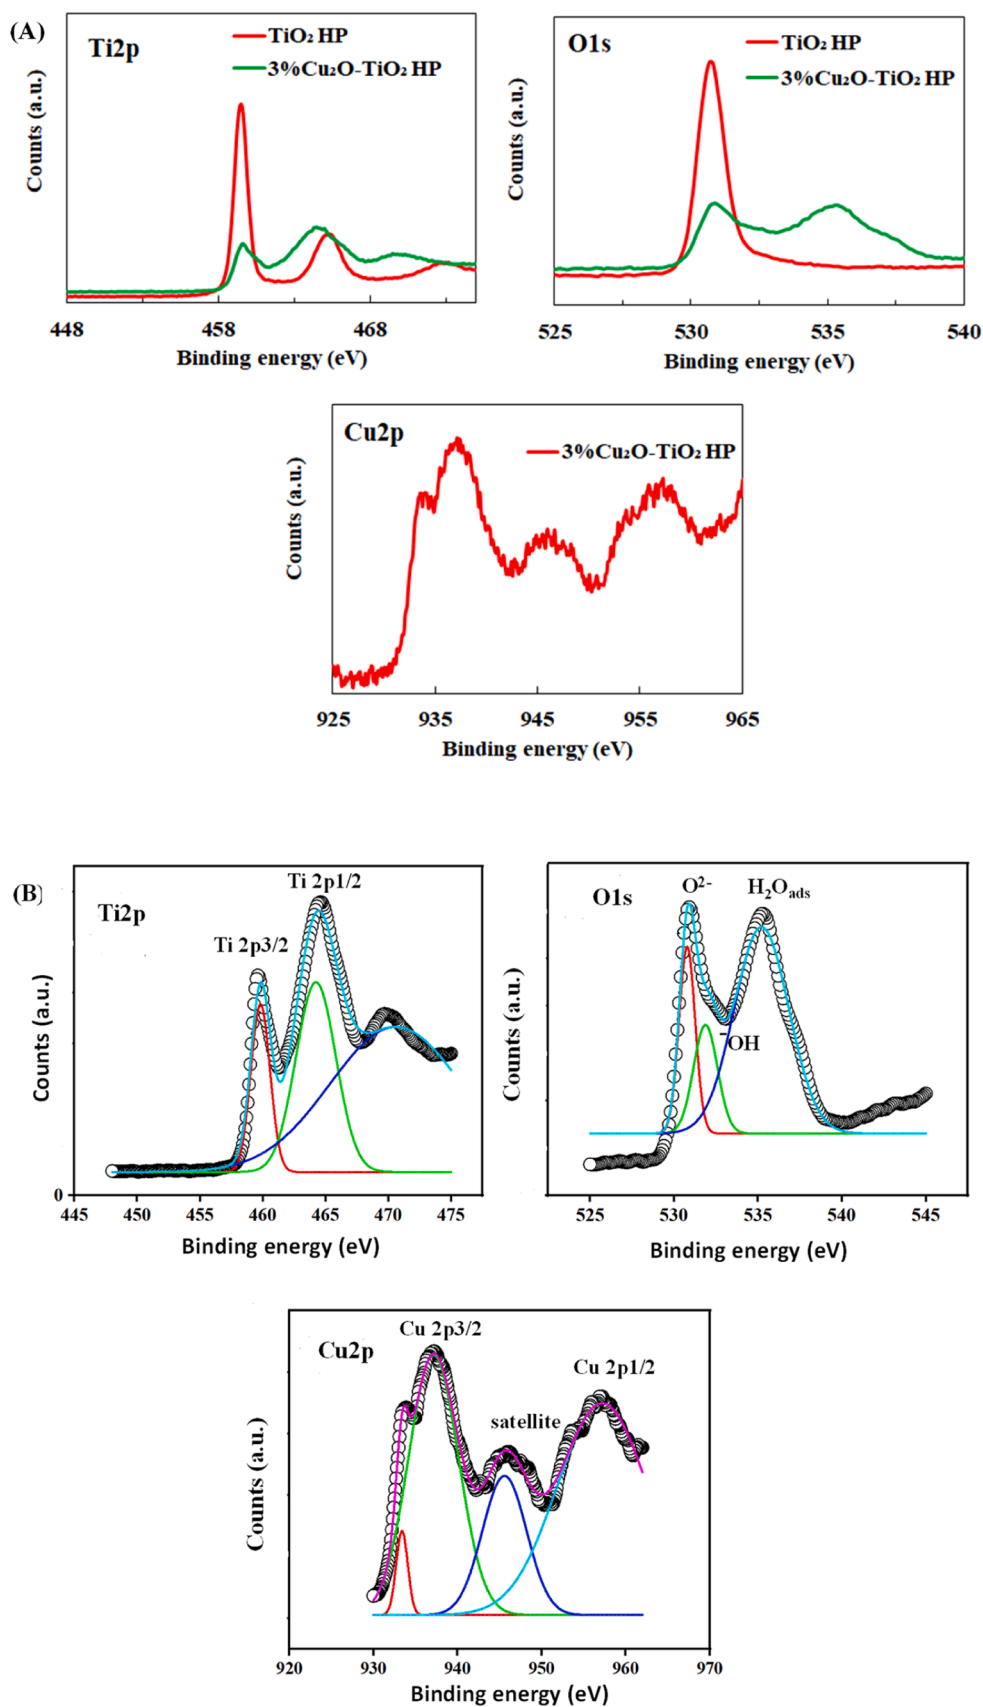 (A)
Ti2p
TiO₂ HP
3%Cu₂O-TiO₂ HP
Counts (a.u.)
448 458 468
Binding energy (eV)
O1s
TiO₂ HP
3%Cu₂O-TiO₂ HP
Counts (a.u.)
525 530 535 540
Binding energy (eV)
Cu2p
3%Cu₂O-TiO₂ HP
Counts (a.u.)
925 935 945 955 965
Binding energy (eV)
(B)
Ti2p
Ti 2p1/2
Ti 2p3/2
Counts (a.u.)
0
445 450 455 460 465 470 475
Binding energy (eV)
O1s
O²⁻
H₂Oads
⁻OH
Counts (a.u.)
525 530 535 540 545
Binding energy (eV)
Cu2p
Cu 2p3/2
Cu 2p1/2
satellite
Counts (a.u.)
920 930 940 950 960 970
Binding energy (eV)